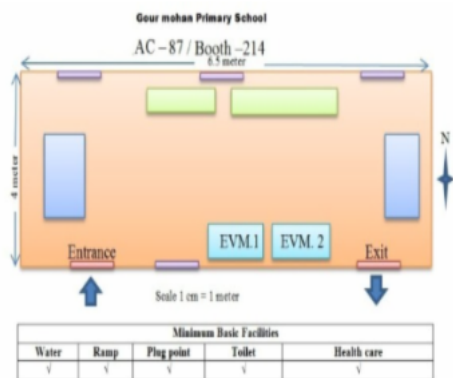 Gour mohan Primary School
AC – 87 / Booth –214
6.5 meter
4 meter
N
EVM.1
EVM. 2
Entrance
Exit
Scale 1 cm = 1 meter
Minimum Basic Facilities
Water Ramp Plug point Toilet Health care
√ √ √ √ √